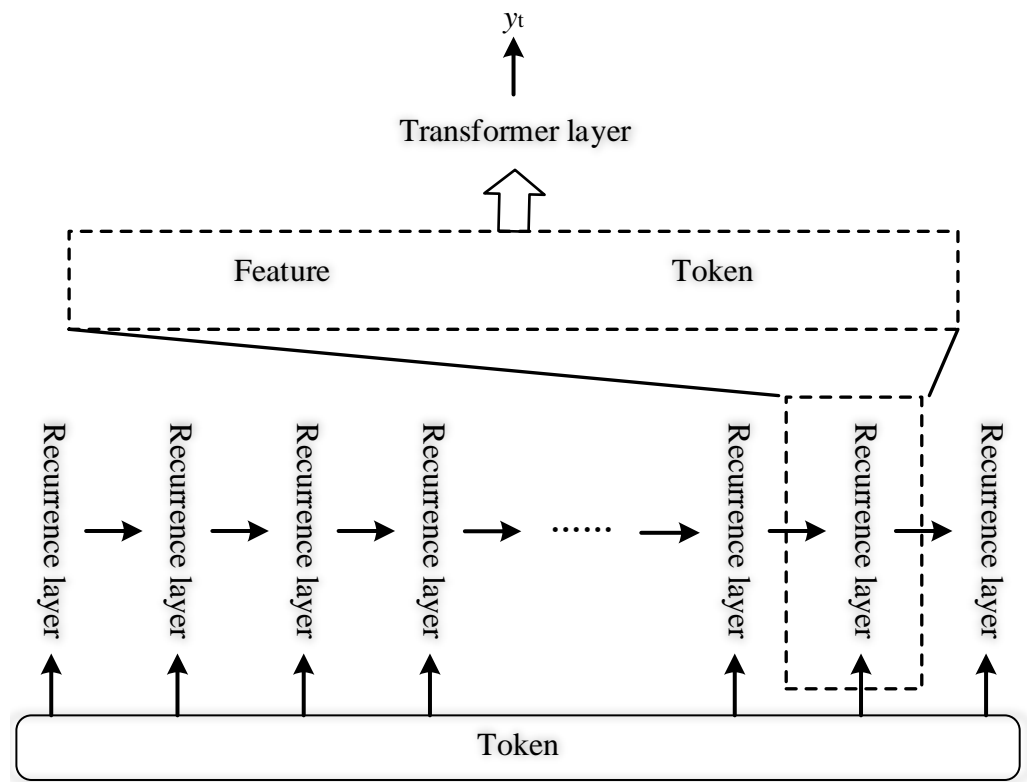 yt
Transformer layer
Feature Token
Recurrence layer
Recurrence layer
Recurrence layer
Recurrence layer
......
Recurrence layer
Recurrence layer
Recurrence layer
Token